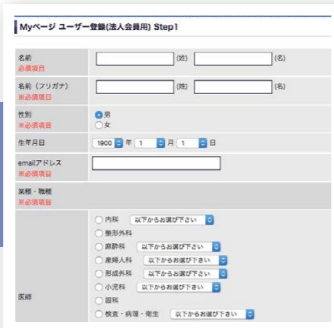 Myページ ユーザー登録(法人会員用) Step1
名前
※必須項目
(姓) (名)
名前（フリガナ）
※必須項目
(姓) (名)
性別
※必須項目
男
女
生年月日
1900 年 1 月 1 日
emailアドレス
※必須項目
業種・職種
※必須項目
医師
内科 以下からお選び下さい
整形外科
麻酔科 以下からお選び下さい
産婦人科 以下からお選び下さい
形成外科 以下からお選び下さい
小児科 以下からお選び下さい
眼科
検査・病理・衛生 以下からお選び下さい